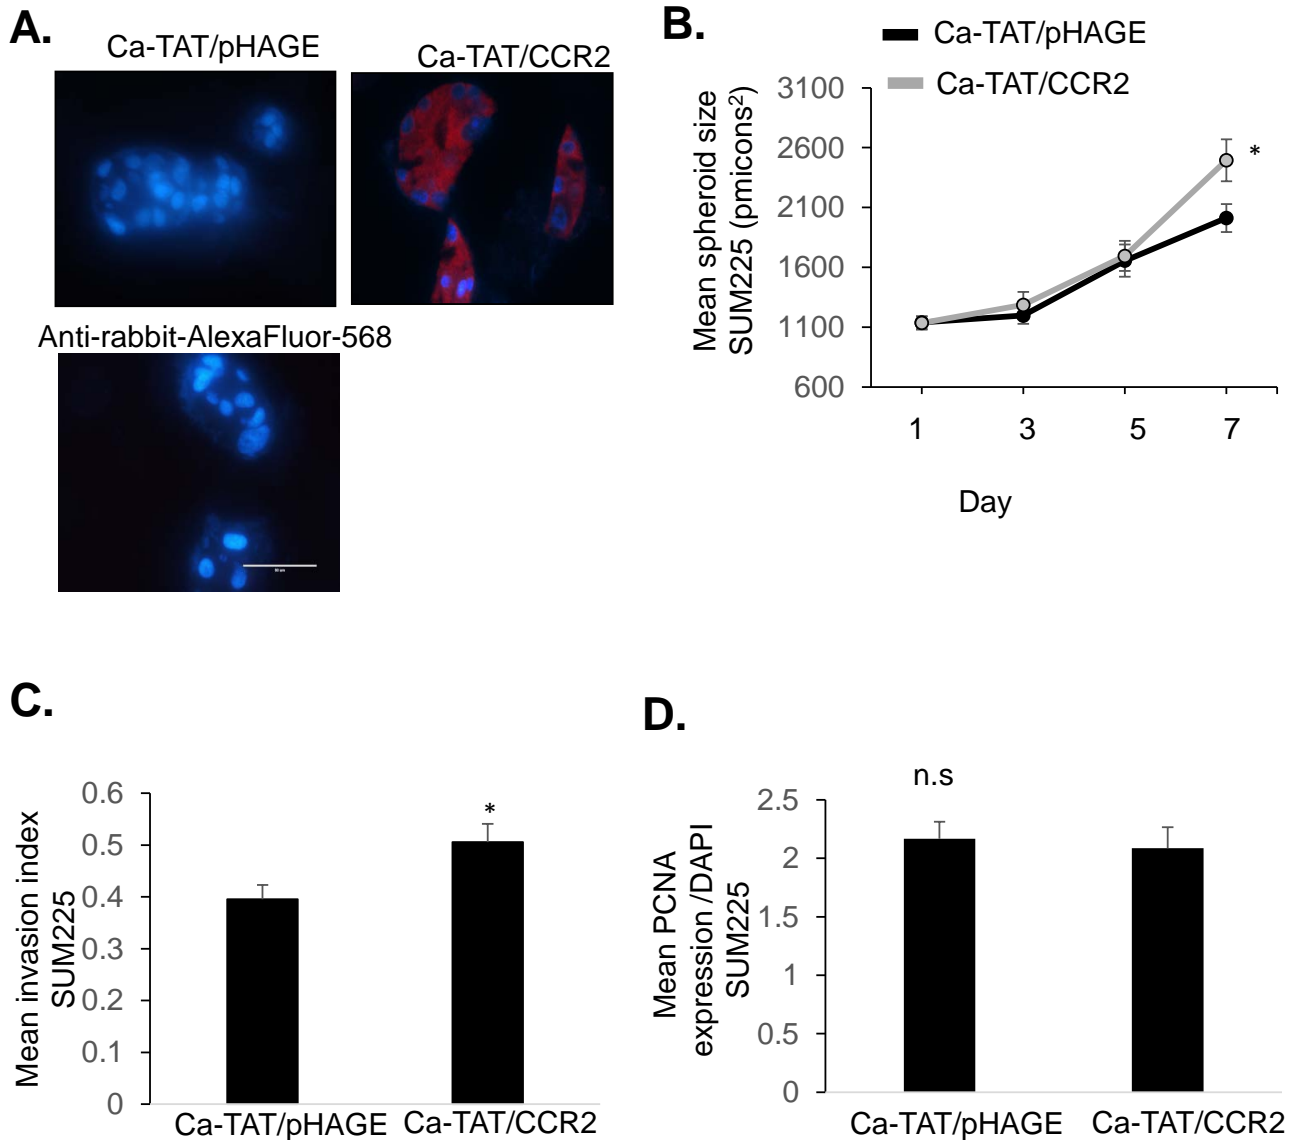 A.
Ca-TAT/pHAGE
Ca-TAT/CCR2
Anti-rabbit-AlexaFluor-568
B.
Ca-TAT/pHAGE
Ca-TAT/CCR2
Mean spheroid size
SUM225 (pmicons²)
3100
2600
2100
1600
1100
600
*
1 3 5 7
Day
C.
Mean invasion index
SUM225
0.6
0.5
0.4
0.3
0.2
0.1
0
*
Ca-TAT/pHAGE Ca-TAT/CCR2
D.
n.s
Mean PCNA
expression /DAPI
SUM225
2.5
2
1.5
1
0.5
0
Ca-TAT/pHAGE Ca-TAT/CCR2